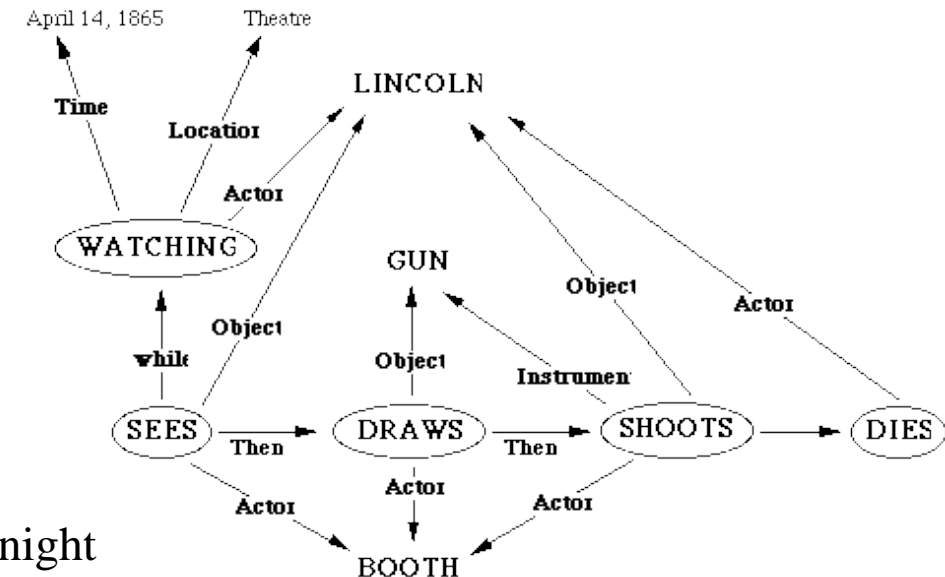 April 14, 1865 Theatre
LINCOLN
Time
Location
Actor
WATCHING
GUN
Object
Actor
Object
while
Object
Instrumen
SEES Then DRAWS Then SHOOTS DIES
Actor
Actor
Actor
night
BOOTH